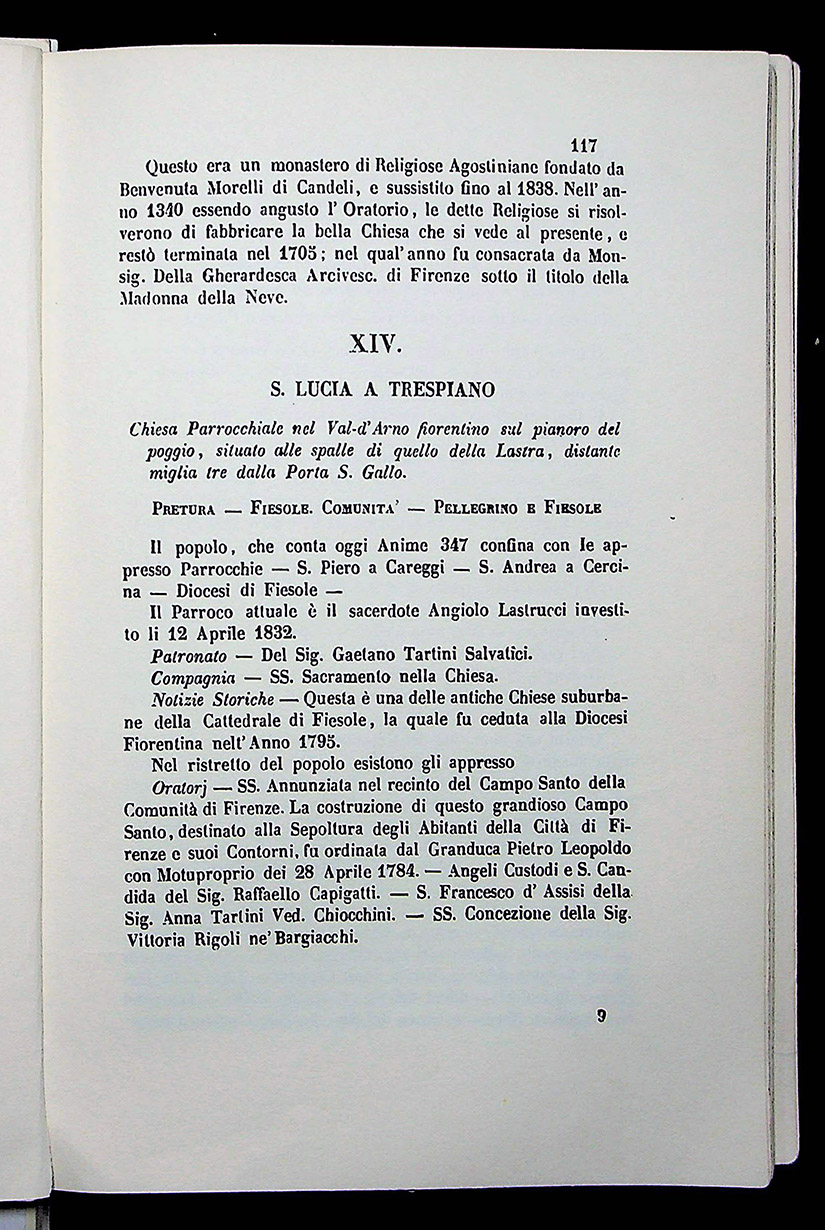 117
Questo era un monastero di Religiose Agostiniane fondato da
Benvenuta Morelli di Candeli, e sussistito fino al 1838. Nell' an-
no 1340 essendo angusto l' Oratorio, le dette Religiose si risol-
verono di fabbricare la bella Chiesa che si vede al presente, e
restò terminata nel 1705; nel qual' anno fu consacrata da Mon-
sig. Della Gherardesca Arcivesc. di Firenze sotto il titolo della
Madonna della Neve.
XIV.
S. LUCIA A TRESPIANO
Chiesa Parrocchiale nel Val-d'Arno fiorentino sul pianoro del
poggio, situato alle spalle di quello della Lastra, distante
miglia tre dalla Porta S. Gallo.
PRETURA — FIESOLE. COMUNITA' — PELLEGRINO E FIESOLE
Il popolo, che conta oggi Anime 347 confina con le ap-
presso Parrocchie — S. Piero a Careggi — S. Andrea a Cerci-
na — Diocesi di Fiesole —
Il Parroco attuale è il sacerdote Angiolo Lastrucci investi-
to li 12 Aprile 1832.
Patronato — Del Sig. Gaetano Tartini Salvatici.
Compagnia — SS. Sacramento nella Chiesa.
Notizie Storiche — Questa è una delle antiche Chiese suburba-
ne della Cattedrale di Fiesole, la quale fu ceduta alla Diocesi
Fiorentina nell' Anno 1795.
Nel ristretto del popolo esistono gli appresso
Oratorj — SS. Annunziata nel recinto del Campo Santo della
Comunità di Firenze. La costruzione di questo grandioso Campo
Santo, destinato alla Sepoltura degli Abitanti della Città di Fi-
renze e suoi Contorni, fu ordinata dal Granduca Pietro Leopoldo
con Motuproprio dei 28 Aprile 1784. — Angeli Custodi e S. Can-
dida del Sig. Raffaello Capigatti. — S. Francesco d' Assisi della
Sig. Anna Tartini Ved. Chiocchini. — SS. Concezione della Sig.
Vittoria Rigoli ne' Bargiacchi.
9